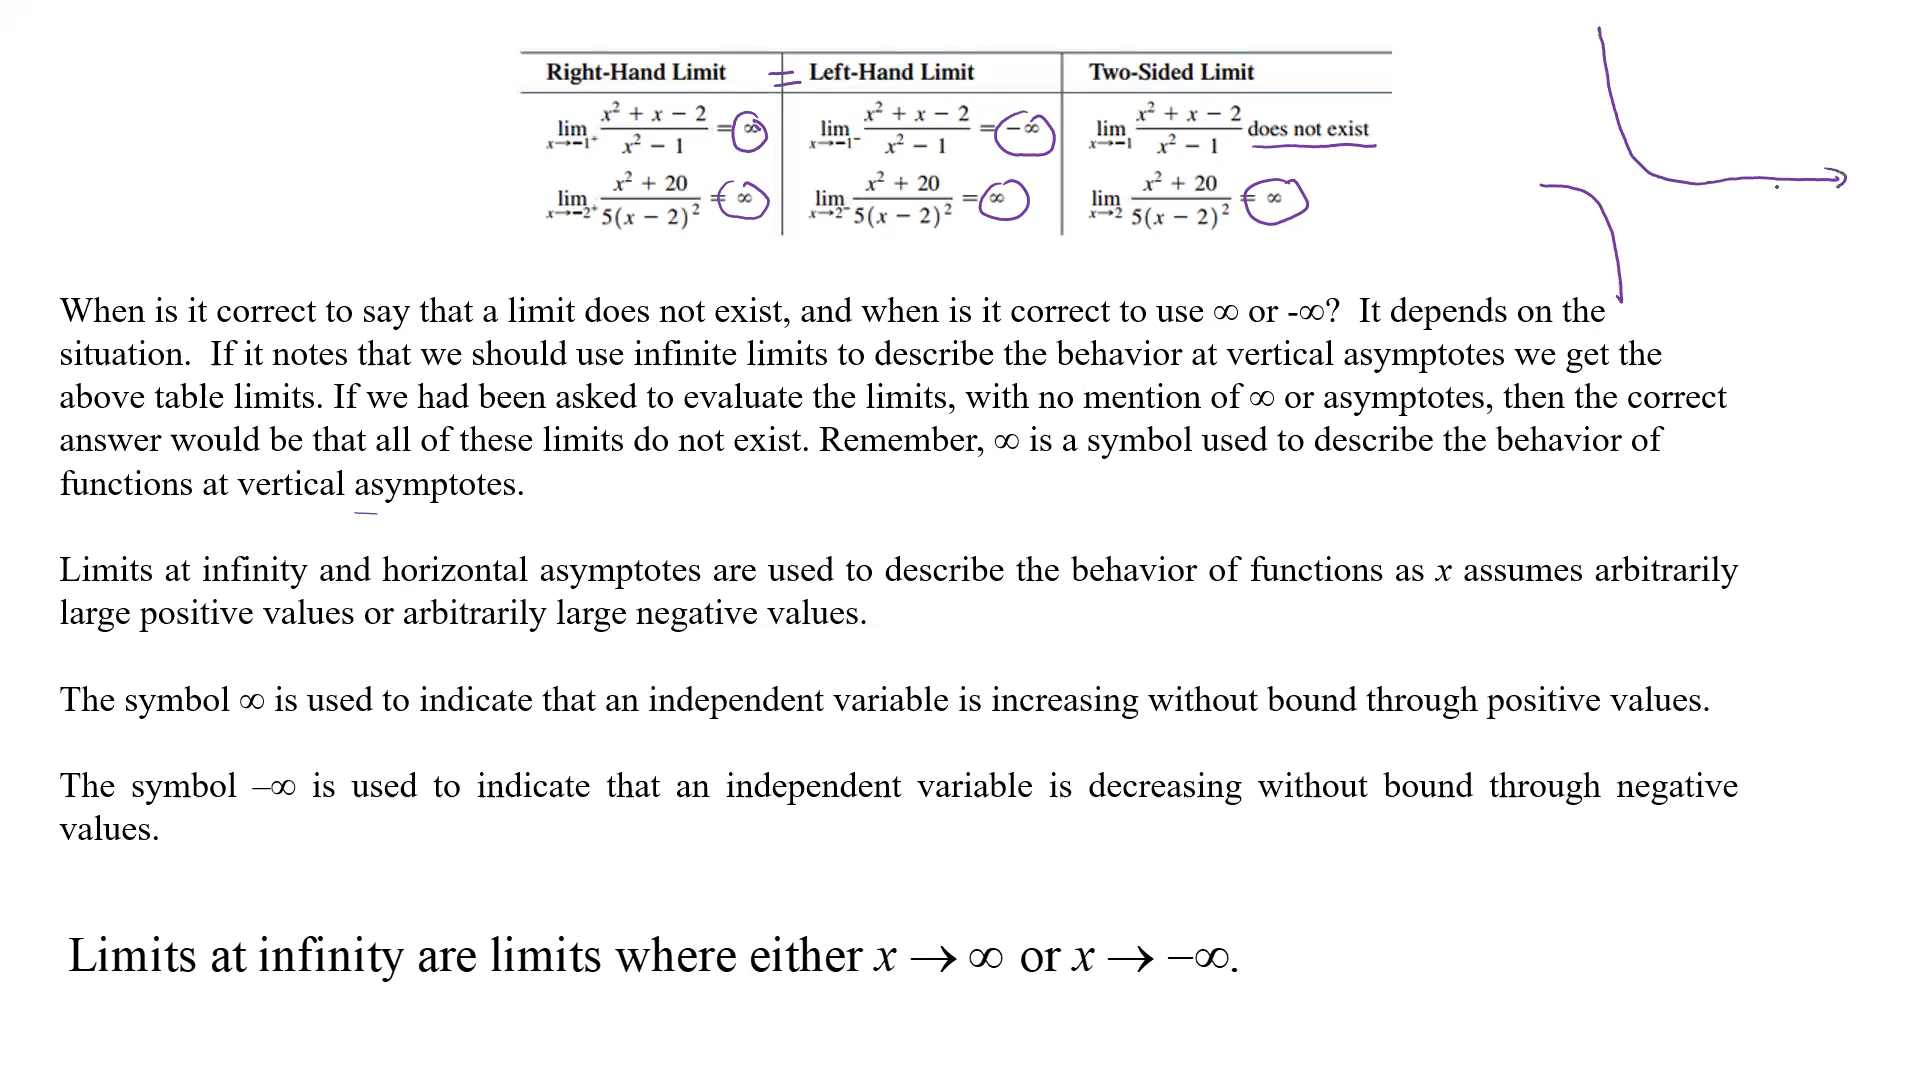 Right-Hand Limit = Left-Hand Limit Two-Sided Limit
lim x→−1⁺ (x² + x − 2)/(x² − 1) = ∞ lim x→−1⁻ (x² + x − 2)/(x² − 1) = −∞ lim x→−1 (x² + x − 2)/(x² − 1) does not exist
lim x→−2⁺ (x² + 20)/(5(x − 2)²) = ∞ lim x→2⁻ (x² + 20)/(5(x − 2)²) = ∞ lim x→2 (x² + 20)/(5(x − 2)²) = ∞
When is it correct to say that a limit does not exist, and when is it correct to use ∞ or -∞? It depends on the
situation. If it notes that we should use infinite limits to describe the behavior at vertical asymptotes we get the
above table limits. If we had been asked to evaluate the limits, with no mention of ∞ or asymptotes, then the correct
answer would be that all of these limits do not exist. Remember, ∞ is a symbol used to describe the behavior of
functions at vertical asymptotes.
Limits at infinity and horizontal asymptotes are used to describe the behavior of functions as x assumes arbitrarily
large positive values or arbitrarily large negative values.
The symbol ∞ is used to indicate that an independent variable is increasing without bound through positive values.
The symbol –∞ is used to indicate that an independent variable is decreasing without bound through negative
values.
Limits at infinity are limits where either x → ∞ or x → −∞.